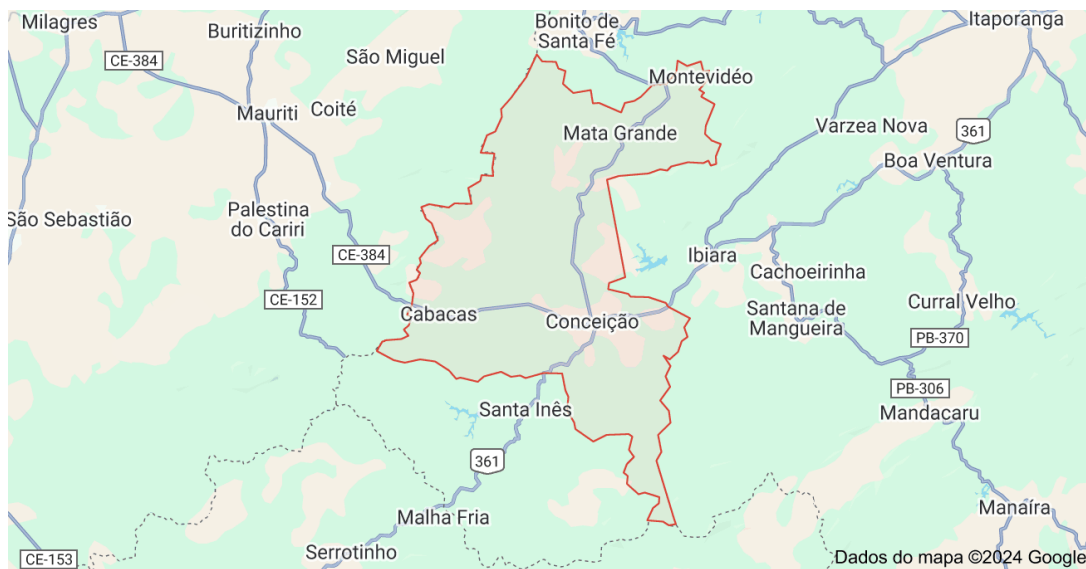 Milagres
Buritizinho
Bonito de
Santa Fé
Itaporanga
CE-384
São Miguel
Montevidéo
Mauriti
Coité
Mata Grande
Varzea Nova
361
Boa Ventura
São Sebastião
Palestina
do Cariri
CE-384
Ibiara
Cachoeirinha
CE-152
Cabacas
Conceição
Santana de
Mangueira
Curral Velho
PB-370
PB-306
Santa Inês
Mandacaru
361
Malha Fria
Manaíra
Serrotinho
CE-153
Dados do mapa ©2024 Google